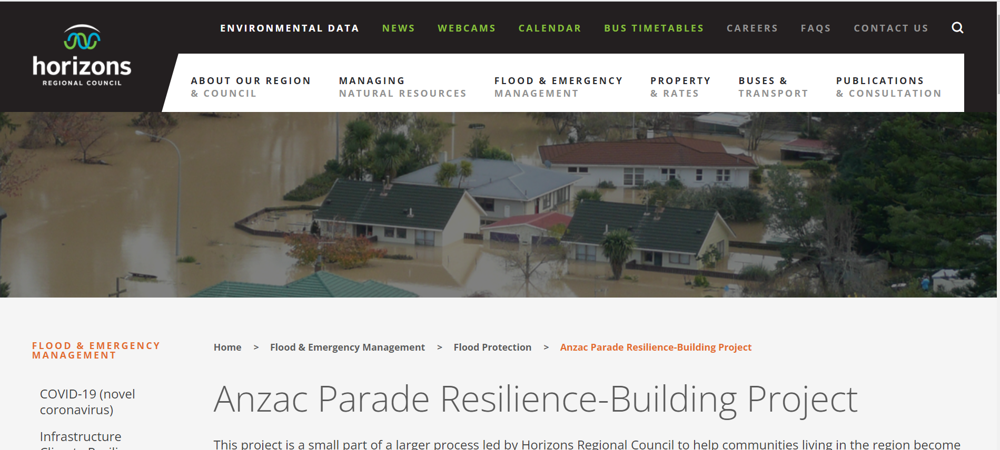 horizons
REGIONAL COUNCIL
ENVIRONMENTAL DATA NEWS WEBCAMS CALENDAR BUS TIMETABLES CAREERS FAQS CONTACT US
ABOUT OUR REGION MANAGING FLOOD & EMERGENCY PROPERTY BUSES & PUBLICATIONS
& COUNCIL NATURAL RESOURCES MANAGEMENT & RATES TRANSPORT & CONSULTATION
FLOOD & EMERGENCY
MANAGEMENT
COVID-19 (novel
coronavirus)
Infrastructure
Home > Flood & Emergency Management > Flood Protection > Anzac Parade Resilience-Building Project
Anzac Parade Resilience-Building Project
This project is a small part of a larger process led by Horizons Regional Council to help communities living in the region become